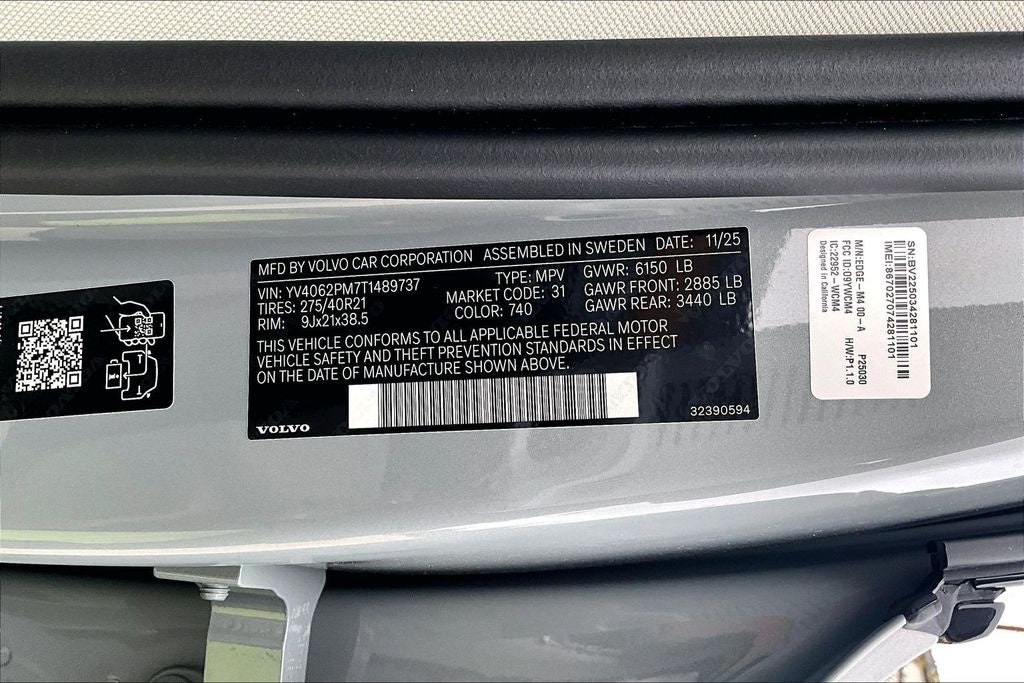 MFD BY VOLVO CAR CORPORATION ASSEMBLED IN SWEDEN DATE: 11/25
VIN: YV4062PM7T1489737 TYPE: MPV GVWR: 6150 LB
TIRES: 275/40R21 MARKET CODE: 31 GAWR FRONT: 2885 LB
RIM: 9Jx21x38.5 COLOR: 740 GAWR REAR: 3440 LB
THIS VEHICLE CONFORMS TO ALL APPLICABLE FEDERAL MOTOR
VEHICLE SAFETY AND THEFT PREVENTION STANDARDS IN EFFECT
ON THE DATE OF MANUFACTURE SHOWN ABOVE.
VOLVO
32390594
SN:BV225034281101
IMEI:867027074281101
M/N:EDGE-M4 00-A P25030
FCC ID:00YWCM4 H/W:P1.1.0
IC:22952-WCM4
Designed in California